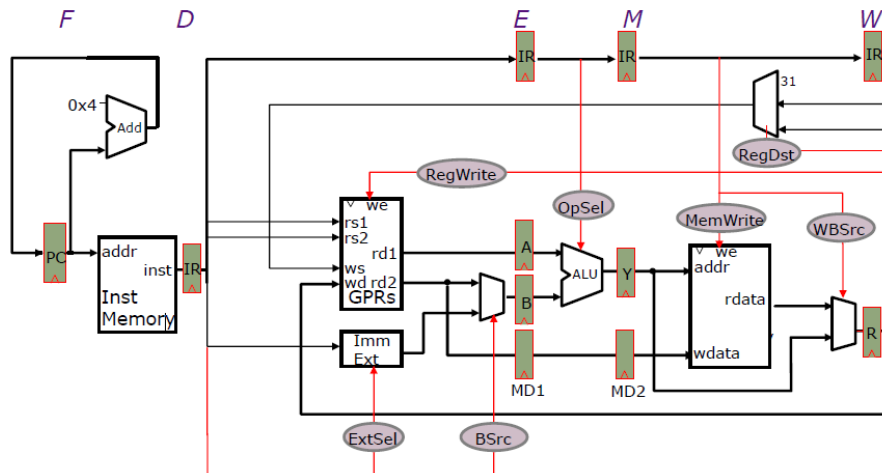 F D E M W
IR IR IR
31
0x4
Add
RegDst
RegWrite
we
OpSel
MemWrite
WBSrc
rs1
rs2
rd1
A
we
PC
addr
inst
IR
ws
wd rd2
GPRs
ALU
Y
addr
B
rdata
Inst
Memory
Imm
Ext
wdata
R
MD1
MD2
ExtSel
BSrc